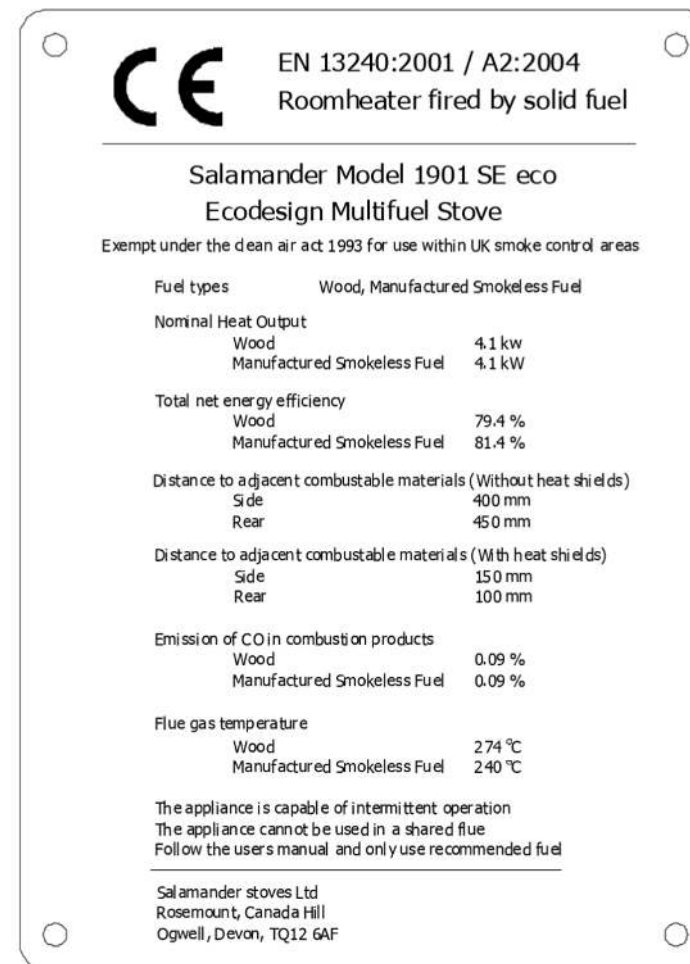 CE
EN 13240:2001 / A2:2004
Roomheater fired by solid fuel
Salamander Model 1901 SE eco
Ecodesign Multifuel Stove
Exempt under the clean air act 1993 for use within UK smoke control areas
Fuel types Wood, Manufactured Smokeless Fuel
Nominal Heat Output
Wood 4.1 kw
Manufactured Smokeless Fuel 4.1 kW
Total net energy efficiency
Wood 79.4 %
Manufactured Smokeless Fuel 81.4 %
Distance to adjacent combustable materials (Without heat shields)
Side 400 mm
Rear 450 mm
Distance to adjacent combustable materials (With heat shields)
Side 150 mm
Rear 100 mm
Emission of CO in combustion products
Wood 0.09 %
Manufactured Smokeless Fuel 0.09 %
Flue gas temperature
Wood 274 °C
Manufactured Smokeless Fuel 240 °C
The appliance is capable of intermittent operation
The appliance cannot be used in a shared flue
Follow the users manual and only use recommended fuel
Salamander stoves Ltd
Rosemount, Canada Hill
Ogwell, Devon, TQ12 6AF